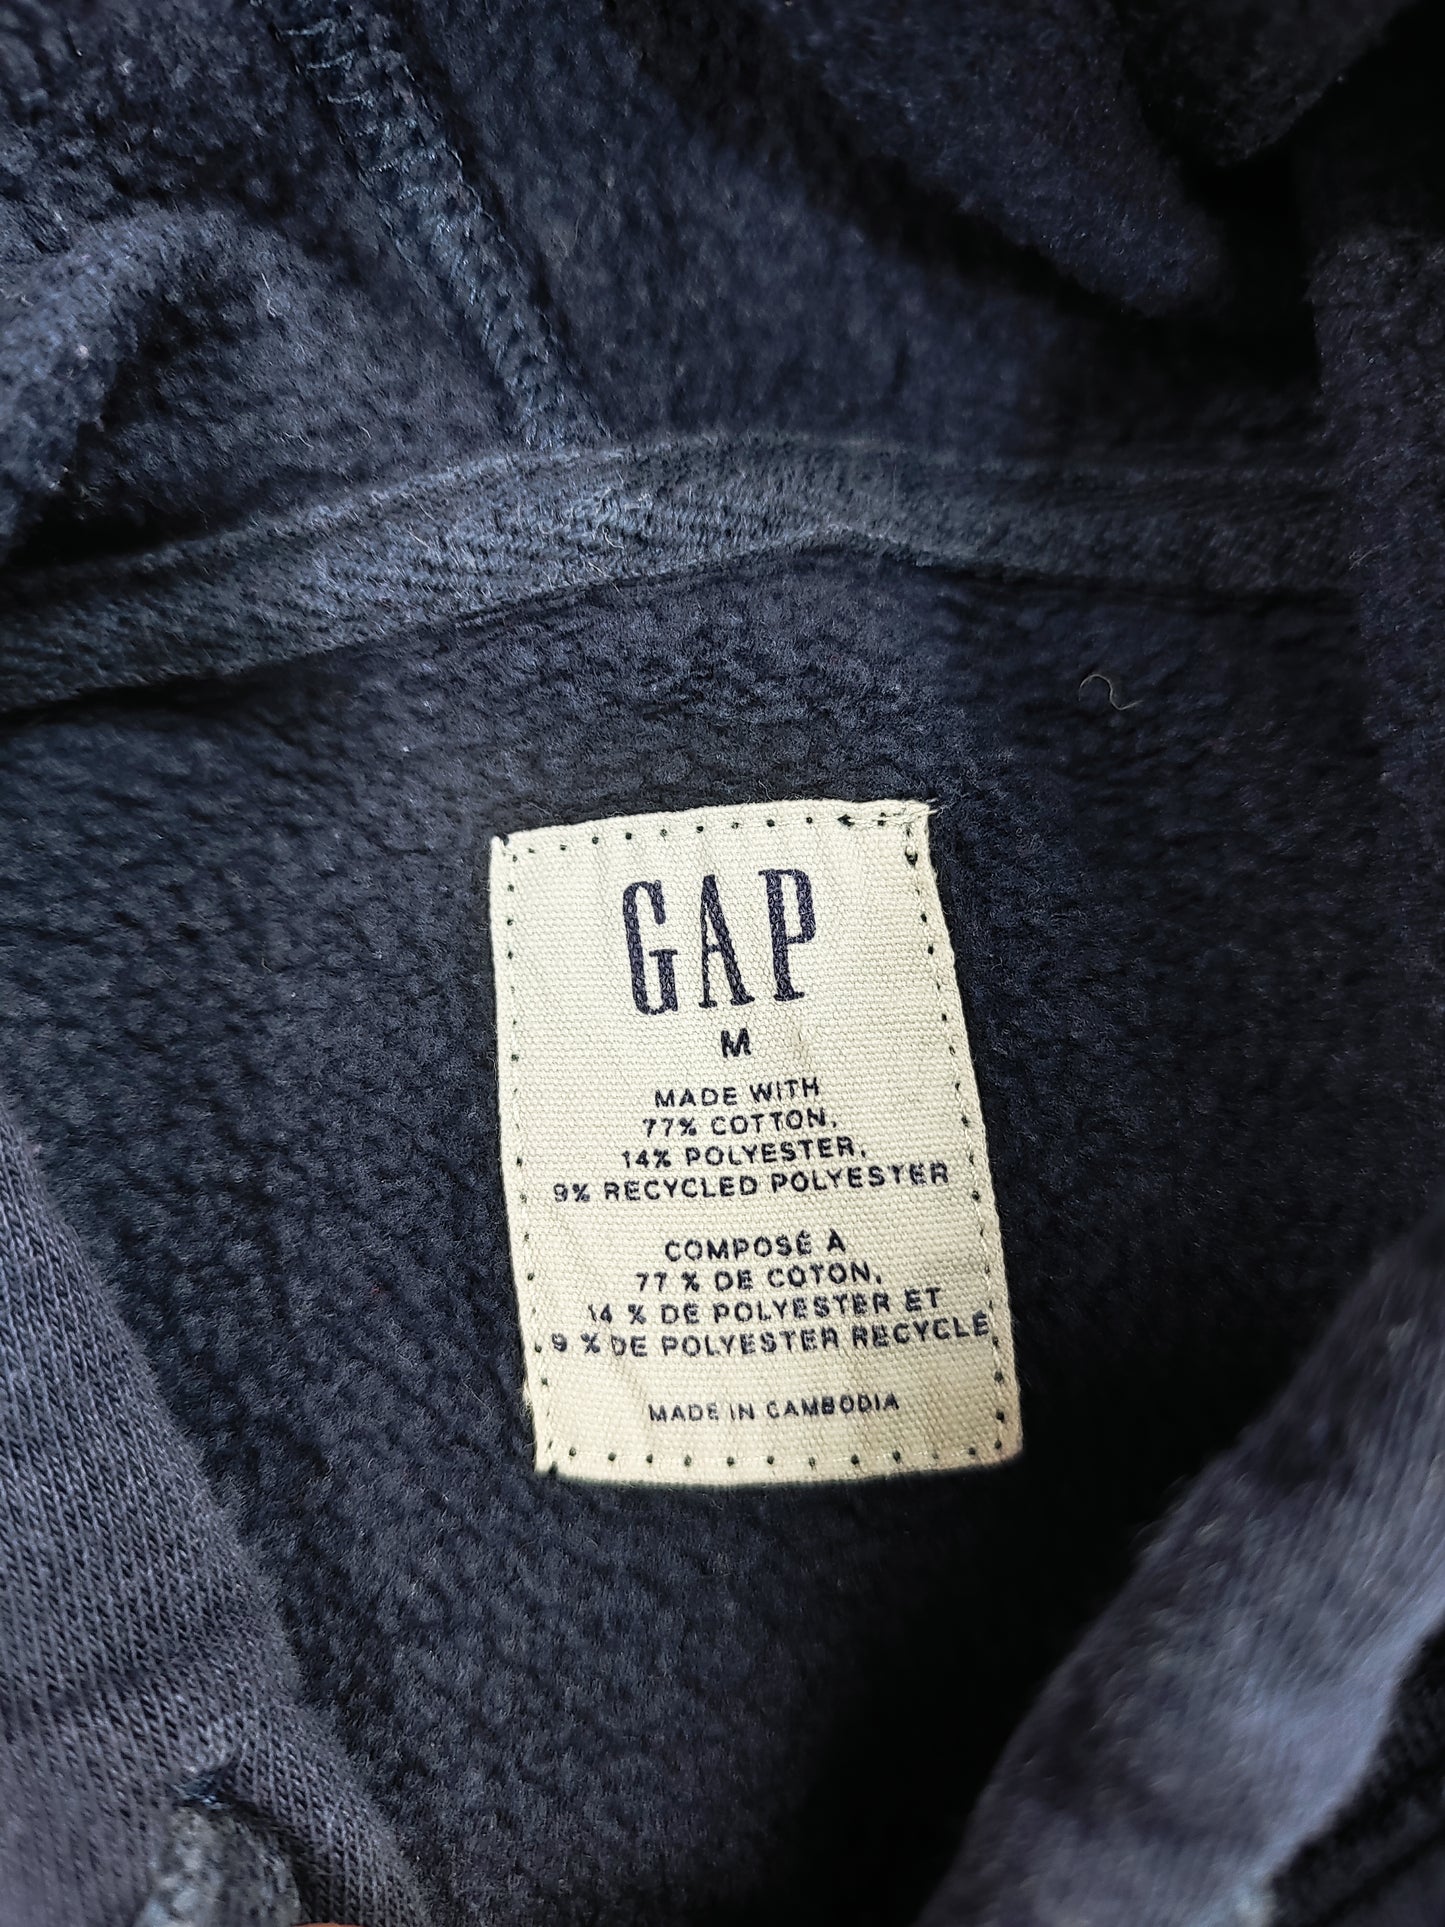 GAP
M
MADE WITH
77% COTTON,
14% POLYESTER,
9% RECYCLED POLYESTER
COMPOSÉ À
77 % DE COTON,
14 % DE POLYESTER ET
9 % DE POLYESTER RECYCLÉ
MADE IN CAMBODIA